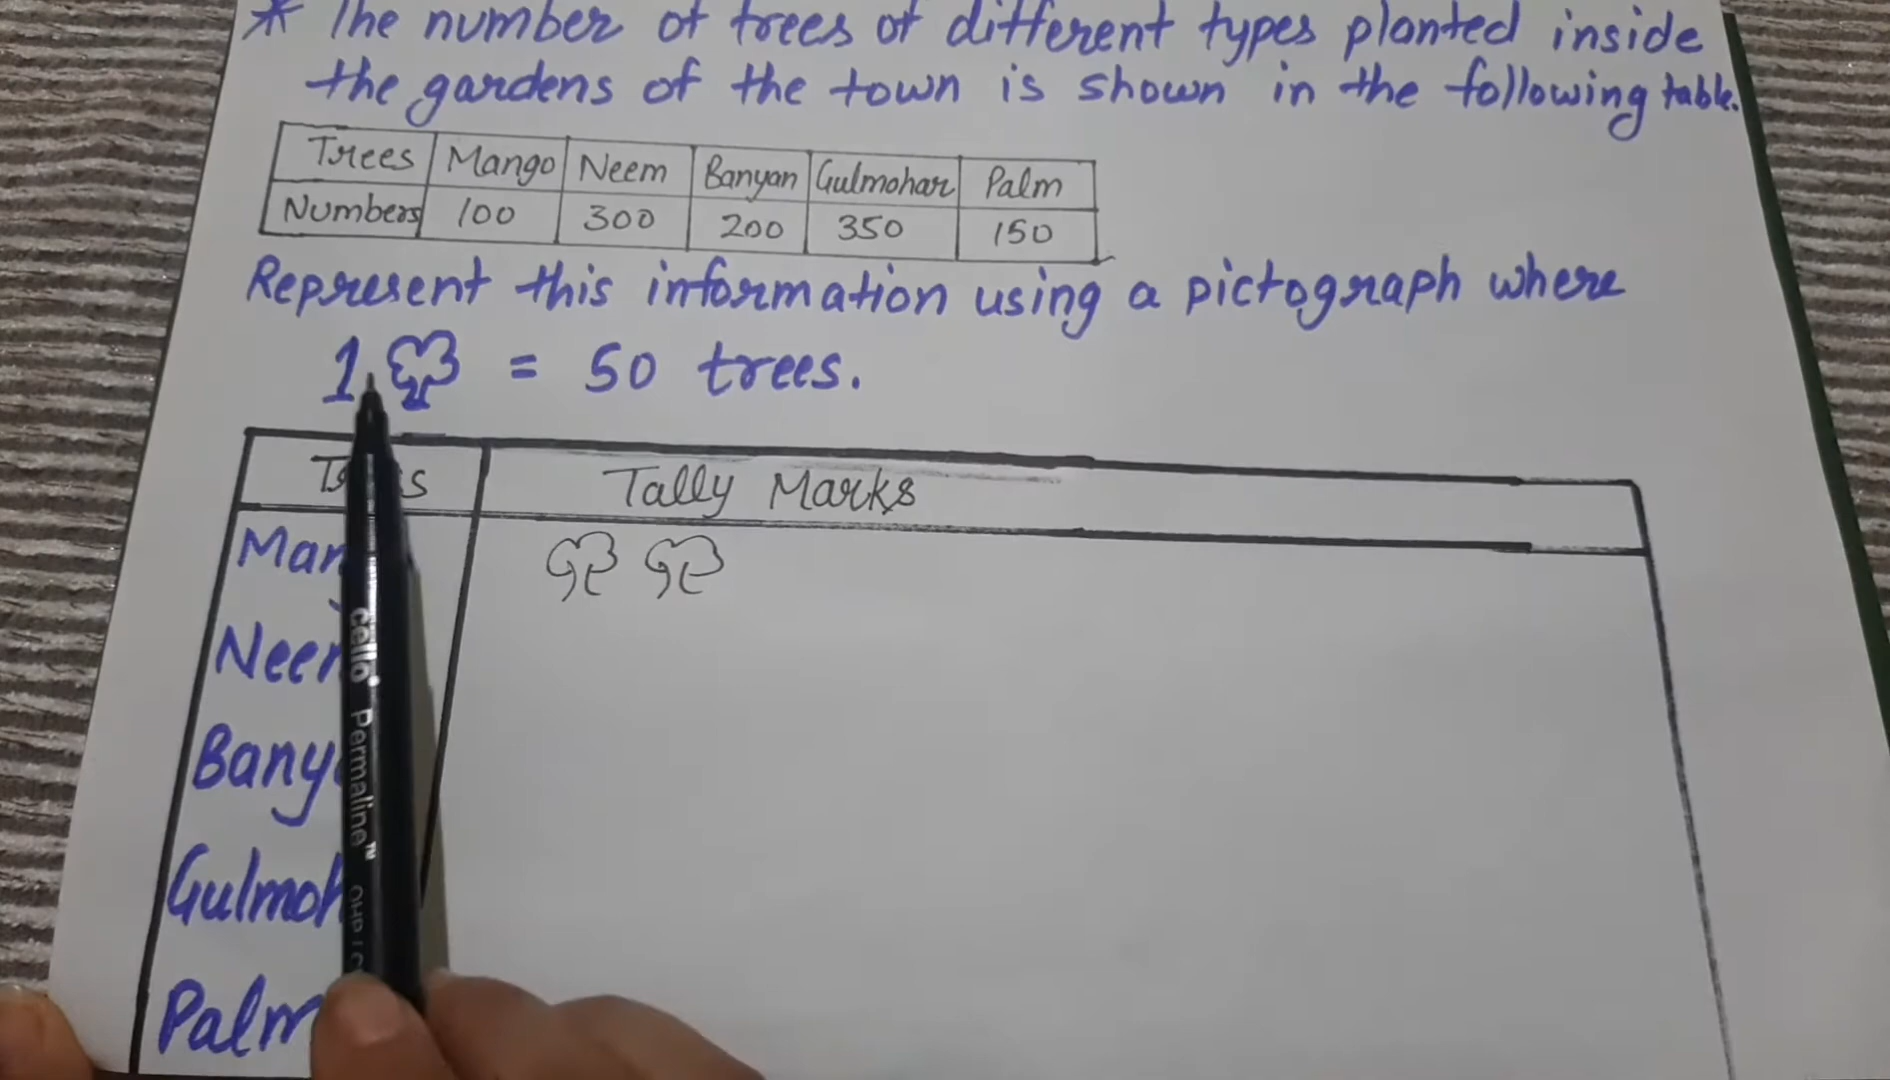 * The number of trees of different types planted inside
the gardens of the town is shown in the following table.
Trees Mango Neem Banyan Gulmohar Palm
Numbers 100 300 200 350 150
Represent this information using a pictograph where
1 = 50 trees.
Tally Marks
Palm
cello Permaline™